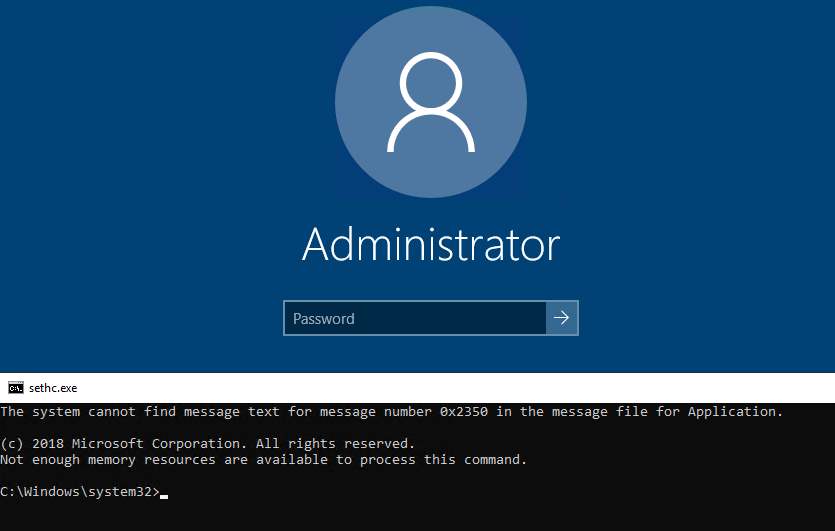 Administrator
Password
sethc.exe
The system cannot find message text for message number 0x2350 in the message file for Application.
(c) 2018 Microsoft Corporation. All rights reserved.
Not enough memory resources are available to process this command.
C:\Windows\system32>